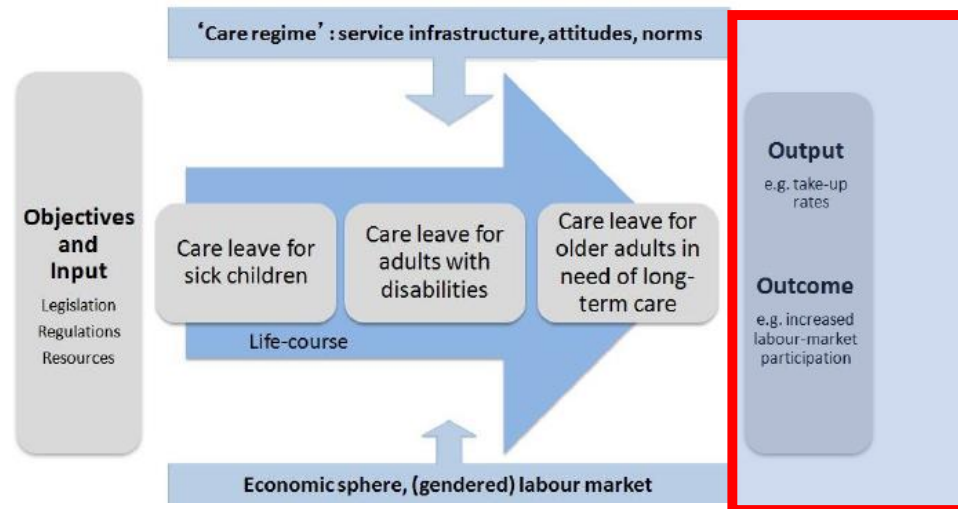 ‘Care regime’ : service infrastructure, attitudes, norms
Objectives
and
Input
Legislation
Regulations
Resources
Care leave for
sick children
Care leave for
adults with
disabilities
Care leave for
older adults in
need of long-
term care
Life-course
Output
e.g. take-up
rates
Outcome
e.g. increased
labour-market
participation
Economic sphere, (gendered) labour market